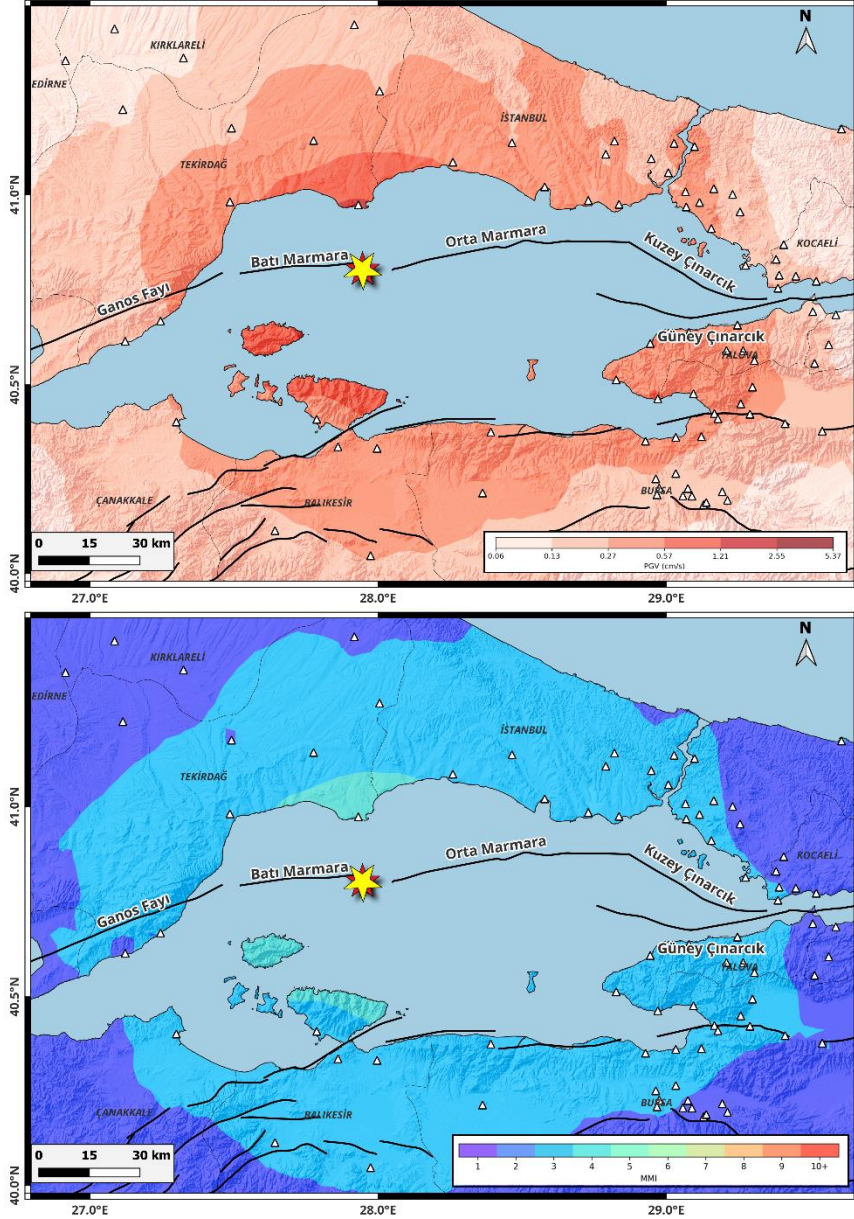 N
KIRKLARELİ
EDİRNE
İSTANBUL
TEKİRDAĞ
41.0°N
Orta Marmara
KOCAELİ
Batı Marmara
Kuzey Çınarcık
Ganos Fayı
Güney Çınarcık
YALOVA
40.5°N
ÇANAKKALE
BALIKESİR
BURSA
0 15 30 km
0.06 0.13 0.27 0.57 1.21 2.55 5.37
PGV (cm/s)
40.0°N
27.0°E 28.0°E 29.0°E
N
KIRKLARELİ
EDİRNE
İSTANBUL
TEKİRDAĞ
41.0°N
Orta Marmara
KOCAELİ
Batı Marmara
Kuzey Çınarcık
Ganos Fayı
Güney Çınarcık
YALOVA
40.5°N
ÇANAKKALE
BALIKESİR
BURSA
0 15 30 km
1 2 3 4 5 6 7 8 9 10+
MMI
40.0°N
27.0°E 28.0°E 29.0°E